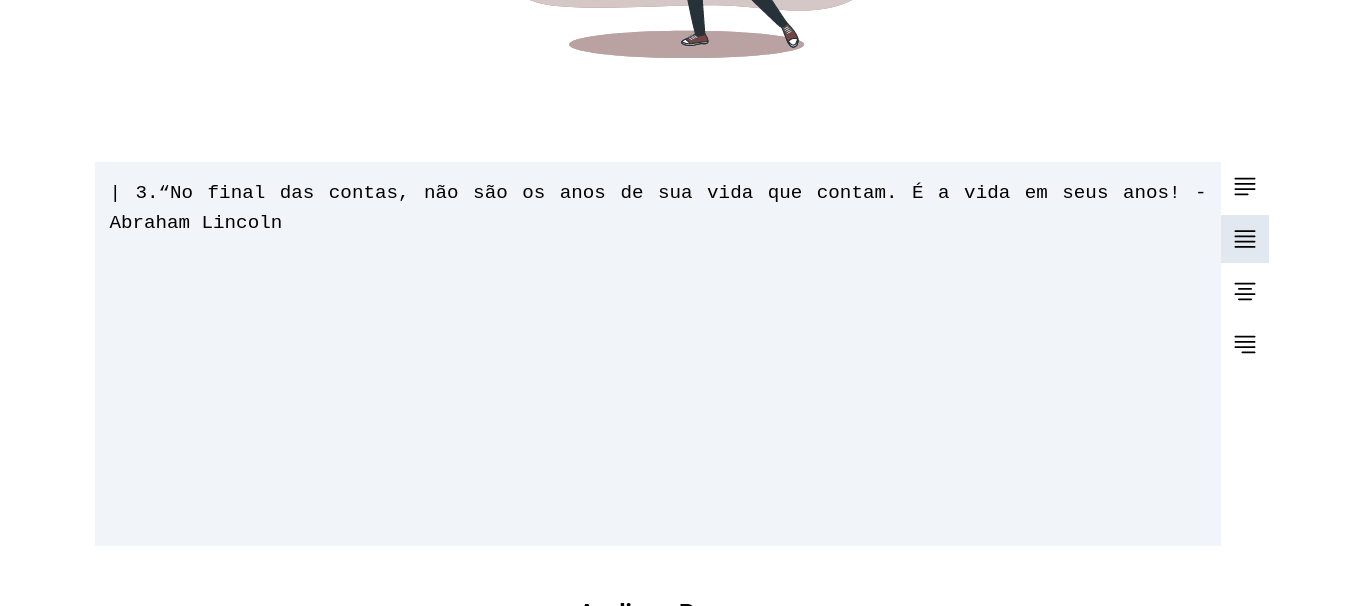 | 3.“No final das contas, não são os anos de sua vida que contam. É a vida em seus anos! -
Abraham Lincoln